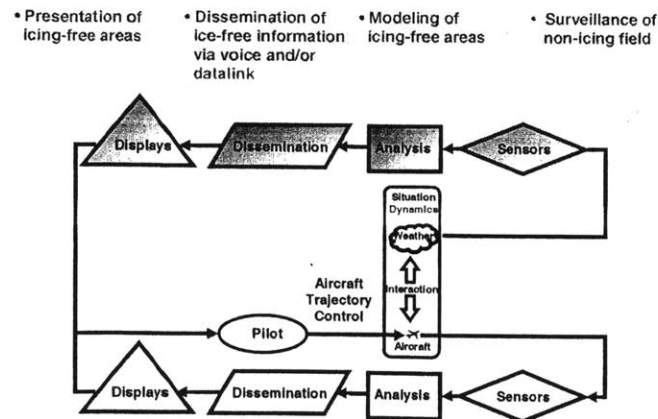 • Presentation of
icing-free areas
• Dissemination of
ice-free information
via voice and/or
datalink
• Modeling of
icing-free areas
• Surveillance of
non-icing field
Displays
Dissemination
Analysis
Sensors
Situation
Dynamics
Weather
Interaction
Aircraft
Trajectory
Control
Pilot
Aircraft
Displays
Dissemination
Analysis
Sensors